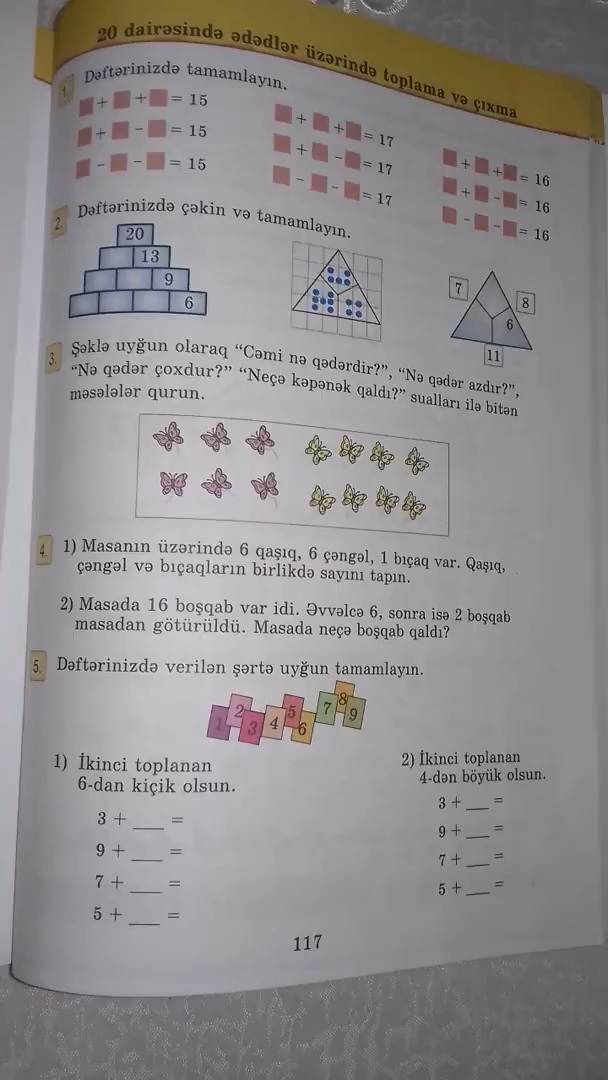 20 dairəsində ədədlər üzərində toplama və çıxma
1. Dəftərinizdə tamamlayın.
+ + = 15
+ - = 15
- - = 15
+ + = 17
+ - = 17
- - = 17
+ + = 16
+ - = 16
- - = 16
2. Dəftərinizdə çəkin və tamamlayın.
20
13
9
6
7
8
6
11
3. Şəklə uyğun olaraq "Cəmi nə qədərdir?", "Nə qədər azdır?",
"Nə qədər çoxdur?" "Neçə kəpənək qaldı?" sualları ilə bitən
məsələlər qurun.
4. 1) Masanın üzərində 6 qaşıq, 6 çəngəl, 1 bıçaq var. Qaşıq,
çəngəl və bıçaqların birlikdə sayını tapın.
2) Masada 16 boşqab var idi. Əvvəlcə 6, sonra isə 2 boşqab
masadan götürüldü. Masada neçə boşqab qaldı?
5. Dəftərinizdə verilən şərtə uyğun tamamlayın.
1 2 3 4 5 6 7 8 9
1) İkinci toplanan
6-dan kiçik olsun.
3 + ___ =
9 + ___ =
7 + ___ =
5 + ___ =
2) İkinci toplanan
4-dən böyük olsun.
3 + ___ =
9 + ___ =
7 + ___ =
5 + ___ =
117